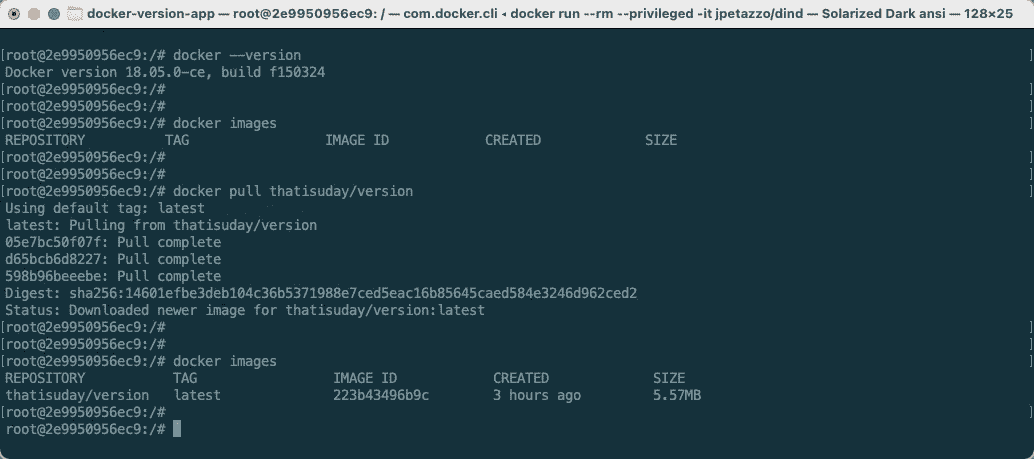 docker-version-app — root@2e9950956ec9: / — com.docker.cli ◂ docker run --rm --privileged -it jpetazzo/dind — Solarized Dark ansi — 128×25
[root@2e9950956ec9:/# docker --version ]
Docker version 18.05.0-ce, build f150324
[root@2e9950956ec9:/# ]
[root@2e9950956ec9:/# ]
[root@2e9950956ec9:/# docker images ]
REPOSITORY TAG IMAGE ID CREATED SIZE
[root@2e9950956ec9:/# ]
[root@2e9950956ec9:/# ]
[root@2e9950956ec9:/# docker pull thatisuday/version ]
Using default tag: latest
latest: Pulling from thatisuday/version
05e7bc50f07f: Pull complete
d65bcb6d8227: Pull complete
598b96beeebe: Pull complete
Digest: sha256:14601efbe3deb104c36b5371988e7ced5eac16b85645caed584e3246d962ced2
Status: Downloaded newer image for thatisuday/version:latest
[root@2e9950956ec9:/# ]
[root@2e9950956ec9:/# ]
[root@2e9950956ec9:/# docker images ]
REPOSITORY TAG IMAGE ID CREATED SIZE
thatisuday/version latest 223b43496b9c 3 hours ago 5.57MB
[root@2e9950956ec9:/# ]
root@2e9950956ec9:/#